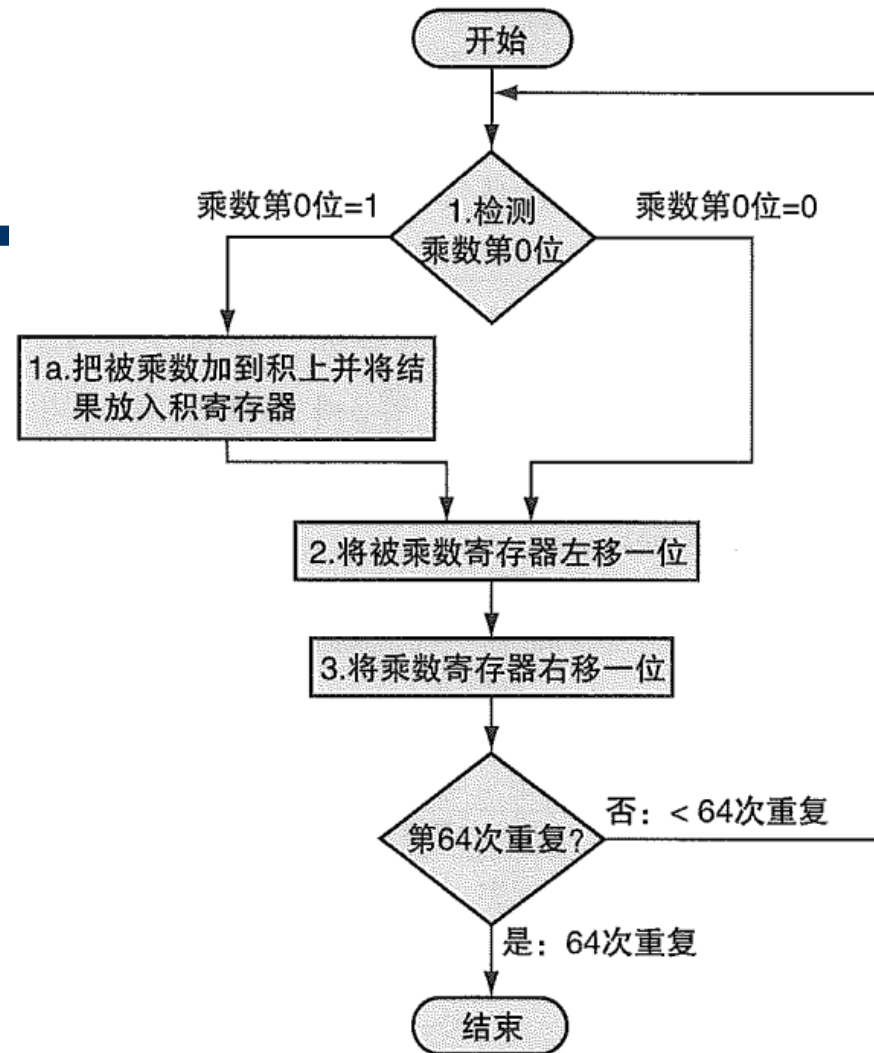 开始
乘数第0位=1
1.检测
乘数第0位
乘数第0位=0
1a.把被乘数加到积上并将结
果放入积寄存器
2.将被乘数寄存器左移一位
3.将乘数寄存器右移一位
第64次重复?
否：< 64次重复
是：64次重复
结束